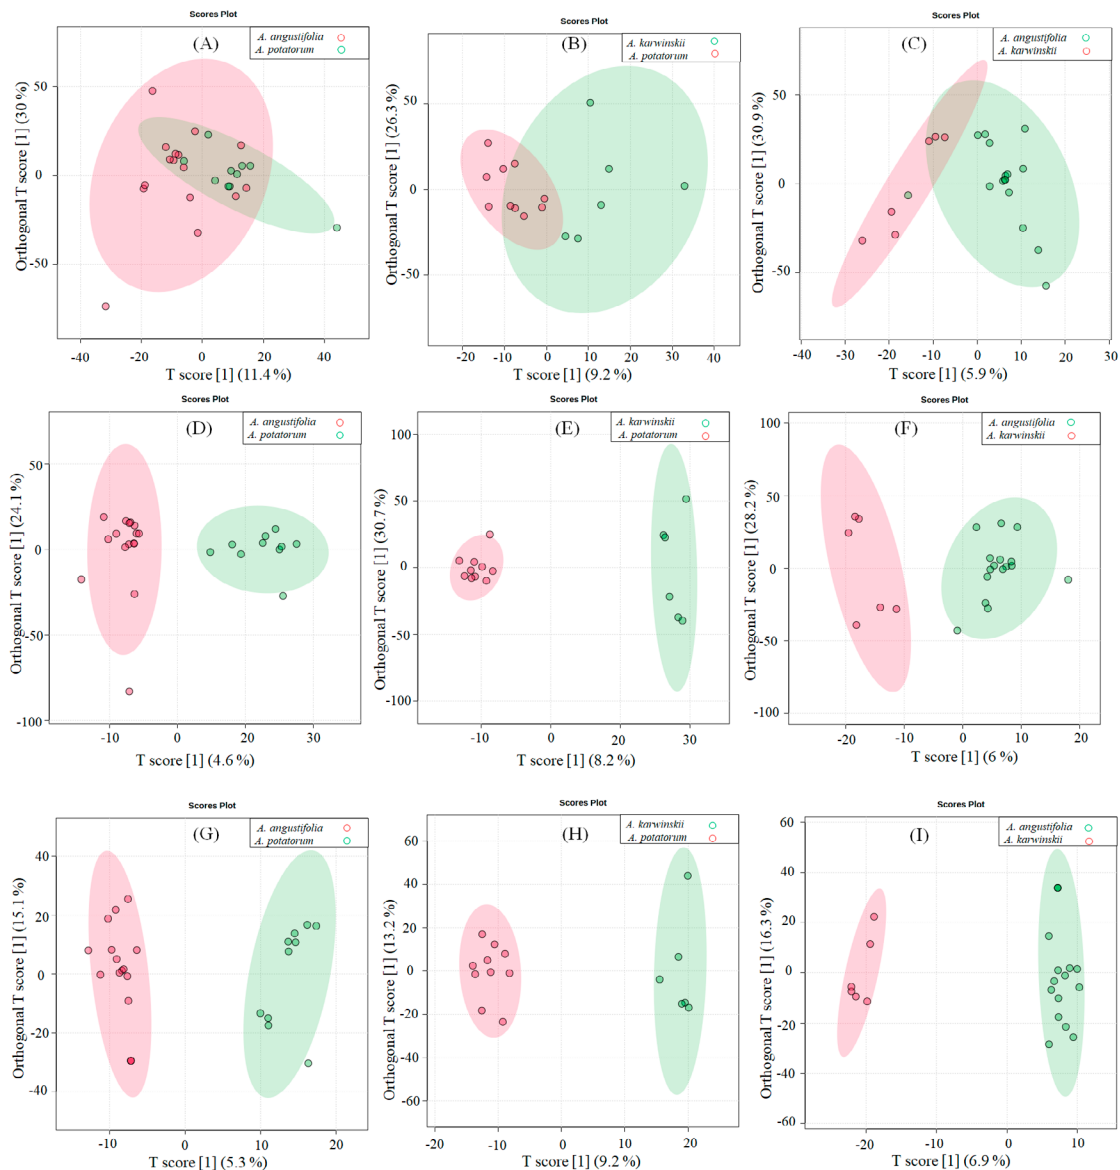 Scores Plot
(A)
A. angustifolia
A. potatorum
Orthogonal T score [1] (30 %)
50
0
-50
-40
-20
0
20
40
T score [1] (11.4 %)
Scores Plot
(B)
A. karwinskii
A. potatorum
Orthogonal T score [1] (26.3 %)
50
0
-50
-20
-20
0
20
40
T score [1] (9.2 %)
Scores Plot
(C)
A. angustifolia
A. karwinskii
Orthogonal T score [1] (30.9 %)
50
0
-50
-40
-30
-20
-10
0
10
20
30
T score [1] (5.9 %)
Scores Plot
(D)
A. angustifolia
A. potatorum
Orthogonal T score [1] (24.1 %)
50
0
-50
-100
-10
0
10
20
30
T score [1] (4.6 %)
Scores Plot
(E)
A. karwinskii
A. potatorum
Orthogonal T score [1] (30.7 %)
100
50
0
-50
-100
-10
0
10
20
30
T score [1] (8.2 %)
Scores Plot
(F)
A. angustifolia
A. karwinskii
Orthogonal T score [1] (28.2 %)
100
50
0
-50
-100
-20
-10
0
10
20
T score [1] (6 %)
Scores Plot
(G)
A. angustifolia
A. potatorum
Orthogonal T score [1] (15.1 %)
40
20
0
-20
-40
-10
0
10
20
T score [1] (5.3 %)
Scores Plot
(H)
A. karwinskii
A. potatorum
Orthogonal T score [1] (13.2 %)
60
40
20
0
-20
-40
-60
-10
0
10
20
T score [1] (9.2 %)
Scores Plot
(I)
A. angustifolia
A. karwinskii
Orthogonal T score [1] (16.3 %)
60
40
20
0
-20
-40
-60
-20
-10
0
10
T score [1] (6.9 %)